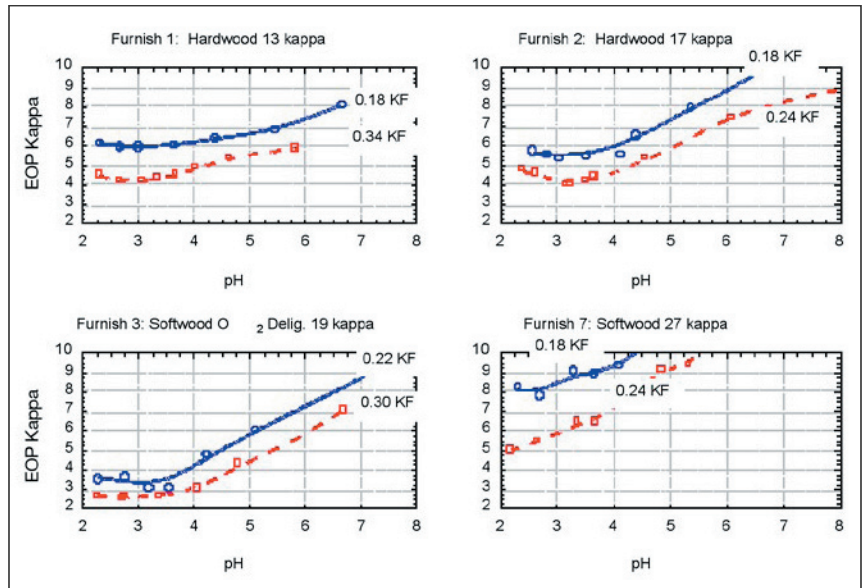 Furnish 1: Hardwood 13 kappa
10
9
8
7
6
5
4
3
2
EOP Kappa
0.18 KF
0.34 KF
2 3 4 5 6 7 8
pH
Furnish 2: Hardwood 17 kappa
10
9
8
7
6
5
4
3
2
0.18 KF
0.24 KF
2 3 4 5 6 7 8
pH
Furnish 3: Softwood O 2 Delig. 19 kappa
10
9
8
7
6
5
4
3
2
EOP Kappa
0.22 KF
0.30 KF
2 3 4 5 6 7 8
pH
Furnish 7: Softwood 27 kappa
10
9
8
7
6
5
4
3
2
0.18 KF
0.24 KF
2 3 4 5 6 7 8
pH